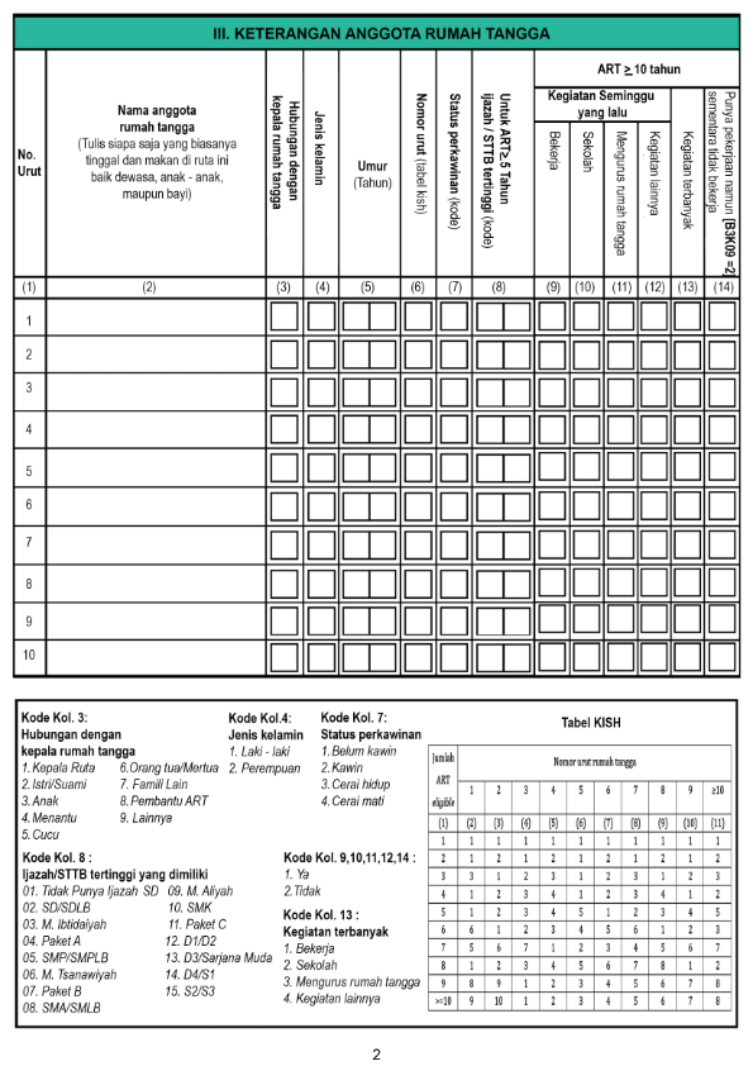 III. KETERANGAN ANGGOTA RUMAH TANGGA
No.
Urut
Nama anggota
rumah tangga
(Tulis siapa saja yang biasanya
tinggal dan makan di ruta ini
baik dewasa, anak - anak,
maupun bayi)
Hubungan dengan
kepala rumah tangga
Jenis kelamin
Umur
(Tahun)
Nomor urut (tabel kish)
Status perkawinan (kode)
Untuk ART ≥ 5 Tahun
ijazah / STTB tertinggi (kode)
ART ≥ 10 tahun
Kegiatan Seminggu
yang lalu
Bekerja
Sekolah
Mengurus rumah tangga
Kegiatan lainnya
Kegiatan terbanyak
Punya pekerjaan namun [B3K09 =2]
sementara tidak bekerja
(1) (2) (3) (4) (5) (6) (7) (8) (9) (10) (11) (12) (13) (14)
1
2
3
4
5
6
7
8
9
10
Kode Kol. 3:
Hubungan dengan
kepala rumah tangga
1. Kepala Ruta 6. Orang tua/Mertua
2. Istri/Suami 7. Famili Lain
3. Anak 8. Pembantu ART
4. Menantu 9. Lainnya
5. Cucu
Kode Kol.4:
Jenis kelamin
1. Laki - laki
2. Perempuan
Kode Kol. 7:
Status perkawinan
1. Belum kawin
2. Kawin
3. Cerai hidup
4. Cerai mati
Kode Kol. 8 :
Ijazah/STTB tertinggi yang dimiliki
01. Tidak Punya Ijazah SD 09. M. Aliyah
02. SD/SDLB 10. SMK
03. M. Ibtidaiyah 11. Paket C
04. Paket A 12. D1/D2
05. SMP/SMPLB 13. D3/Sarjana Muda
06. M. Tsanawiyah 14. D4/S1
07. Paket B 15. S2/S3
08. SMA/SMLB
Kode Kol. 9,10,11,12,14 :
1. Ya
2. Tidak
Kode Kol. 13 :
Kegiatan terbanyak
1. Bekerja
2. Sekolah
3. Mengurus rumah tangga
4. Kegiatan lainnya
Tabel KISH
Jumlah
ART
eligible
Nomor urut rumah tangga
1 2 3 4 5 6 7 8 9 ≥10
(1) (2) (3) (4) (5) (6) (7) (8) (9) (10) (11)
1 1 1 1 1 1 1 1 1 1 1
2 1 2 1 2 1 2 1 2 1 2
3 3 1 2 3 1 2 3 1 2 3
4 1 2 3 4 1 2 3 4 1 2
5 1 2 3 4 5 1 2 3 4 5
6 6 1 2 3 4 5 6 1 2 3
7 5 6 7 1 2 3 4 5 6 7
8 1 2 3 4 5 6 7 8 1 2
9 8 9 1 2 3 4 5 6 7 8
>=10 9 10 1 2 3 4 5 6 7 8
2